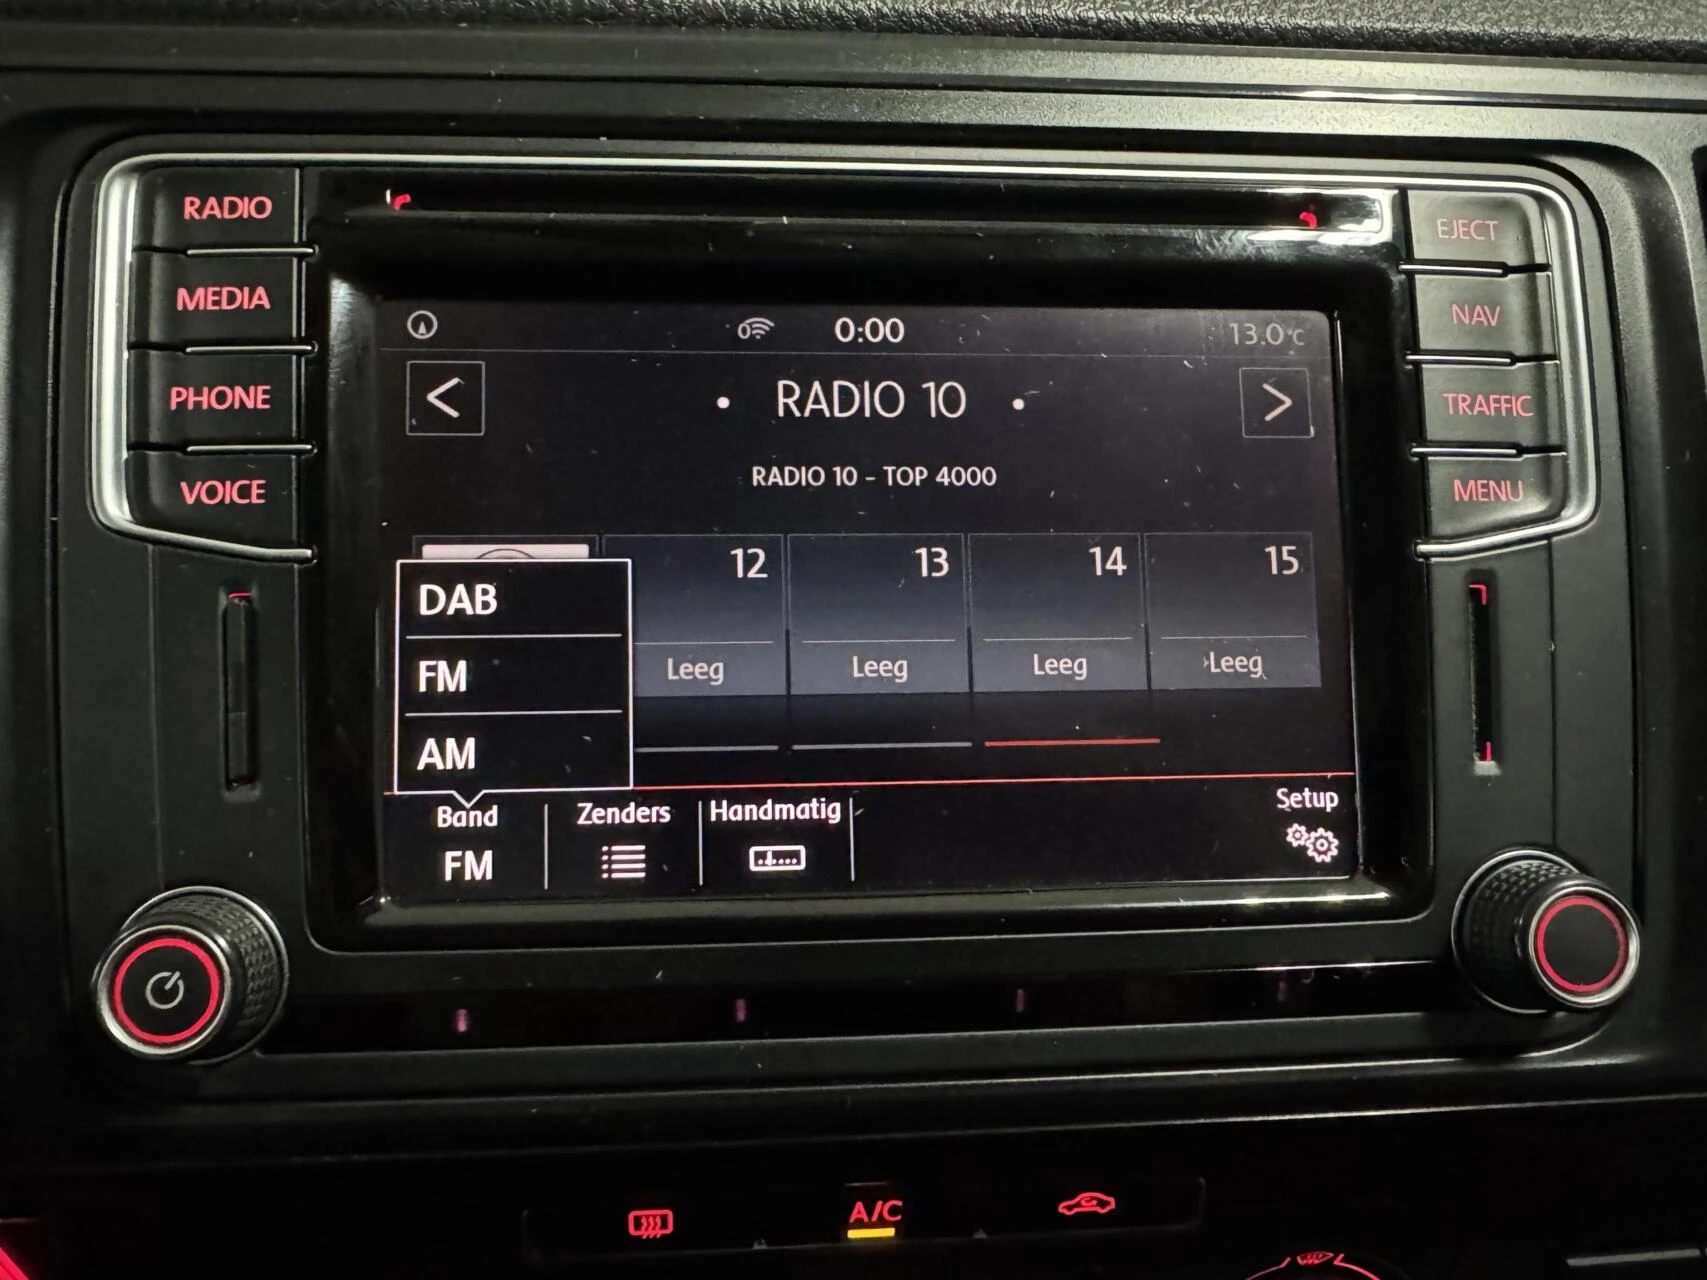 RADIO
MEDIA
PHONE
VOICE
EJECT
NAV
TRAFFIC
MENU
0
0:00
13.0°C
< • RADIO 10 • >
RADIO 10 - TOP 4000
12 13 14 15
Leeg Leeg Leeg Leeg
DAB
FM
AM
Band Zenders Handmatig Setup
FM
A/C